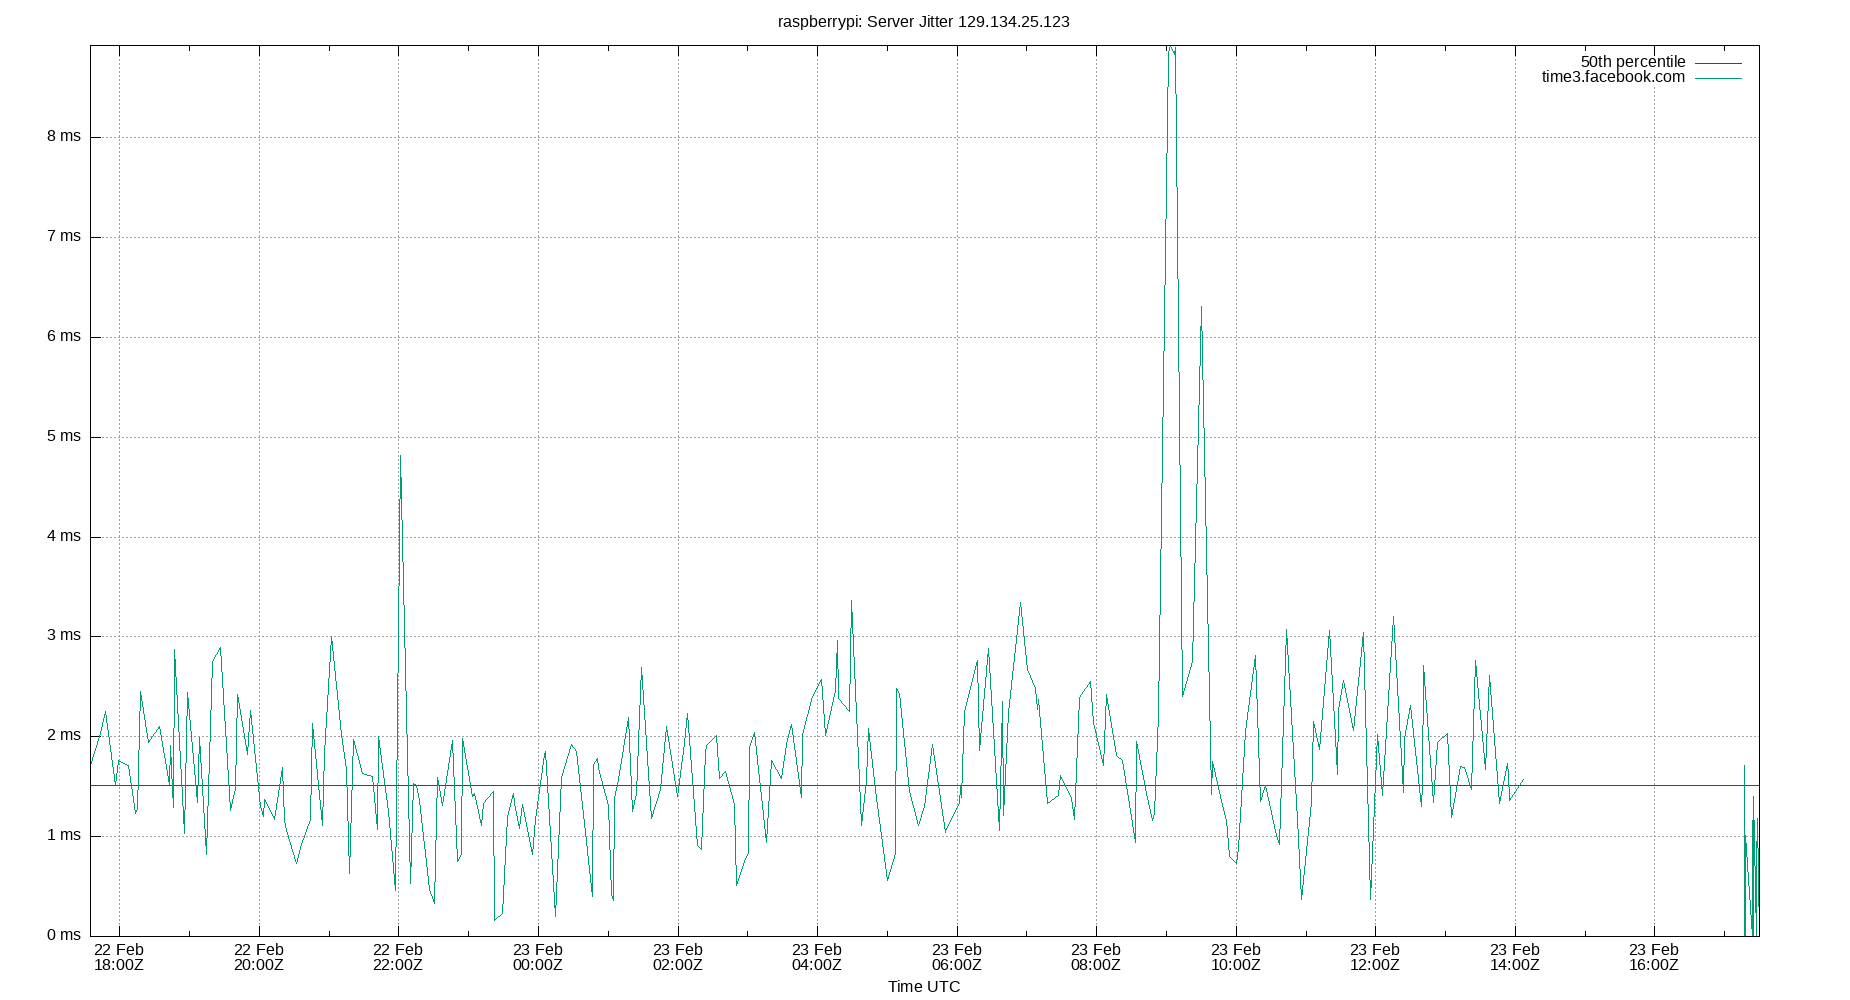 raspberrypi: Server Jitter 129.134.25.123
50th percentile
time3.facebook.com
8 ms
7 ms
6 ms
5 ms
4 ms
3 ms
2 ms
1 ms
0 ms
22 Feb 22 Feb 22 Feb 23 Feb 23 Feb 23 Feb 23 Feb 23 Feb 23 Feb 23 Feb 23 Feb 23 Feb
18:00Z 20:00Z 22:00Z 00:00Z 02:00Z 04:00Z 06:00Z 08:00Z 10:00Z 12:00Z 14:00Z 16:00Z
Time UTC